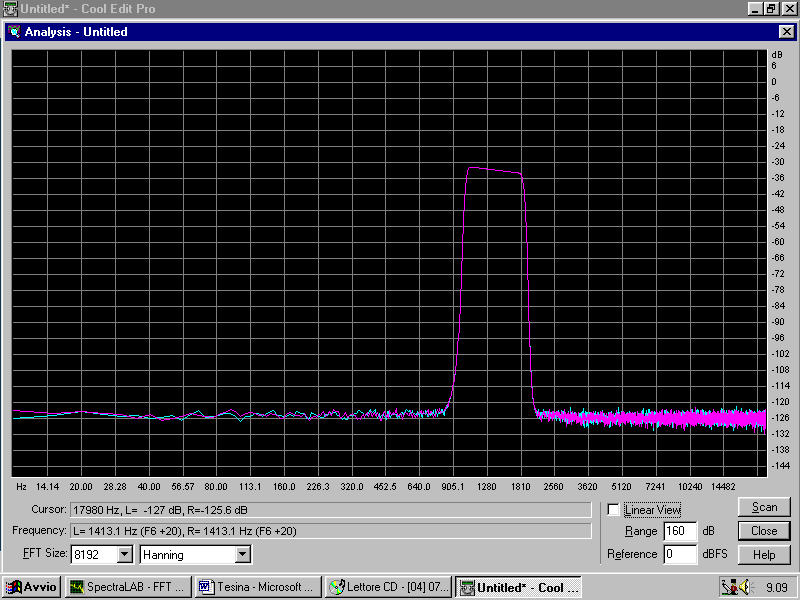 Untitled* - Cool Edit Pro
Analysis - Untitled
dB
6
0
-6
-12
-18
-24
-30
-36
-42
-48
-54
-60
-66
-72
-78
-84
-90
-96
-102
-108
-114
-120
-126
-132
-138
-144
Hz 14.14 20.00 28.28 40.00 56.57 80.00 113.1 160.0 226.3 320.0 452.5 640.0 905.1 1280 1810 2560 3620 5120 7241 10240 14482
Cursor: 17980 Hz, L= -127 dB, R=-125.6 dB
Linear View
Scan
Frequency: L= 1413.1 Hz (F6 +20), R= 1413.1 Hz (F6 +20)
Range 160 dB
Close
FFT Size: 8192 Hanning
Reference 0 dBFS
Help
Avvio SpectraLAB - FFT ... Tesina - Microsoft ... Lettore CD - [04] 07... Untitled* - Cool ... 9.09